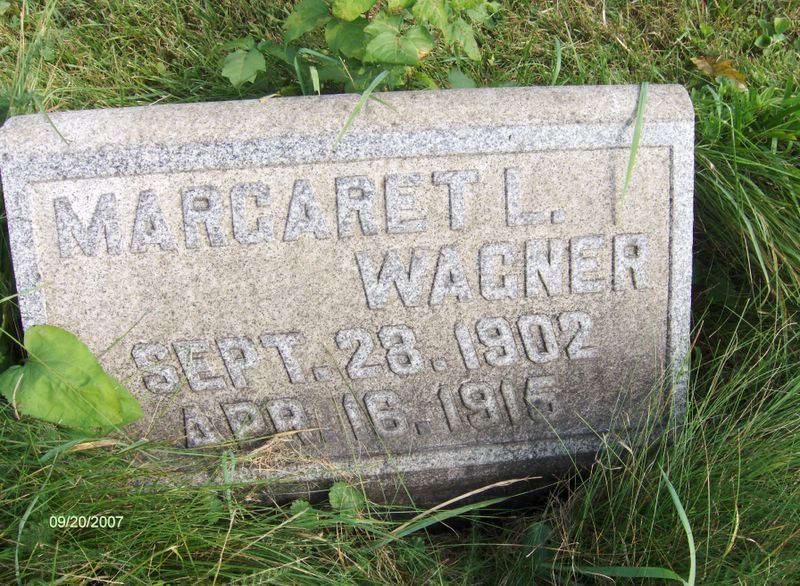 MARGARET L.
WAGNER
SEPT. 28. 1902
APR. 16. 1915
09/20/2007